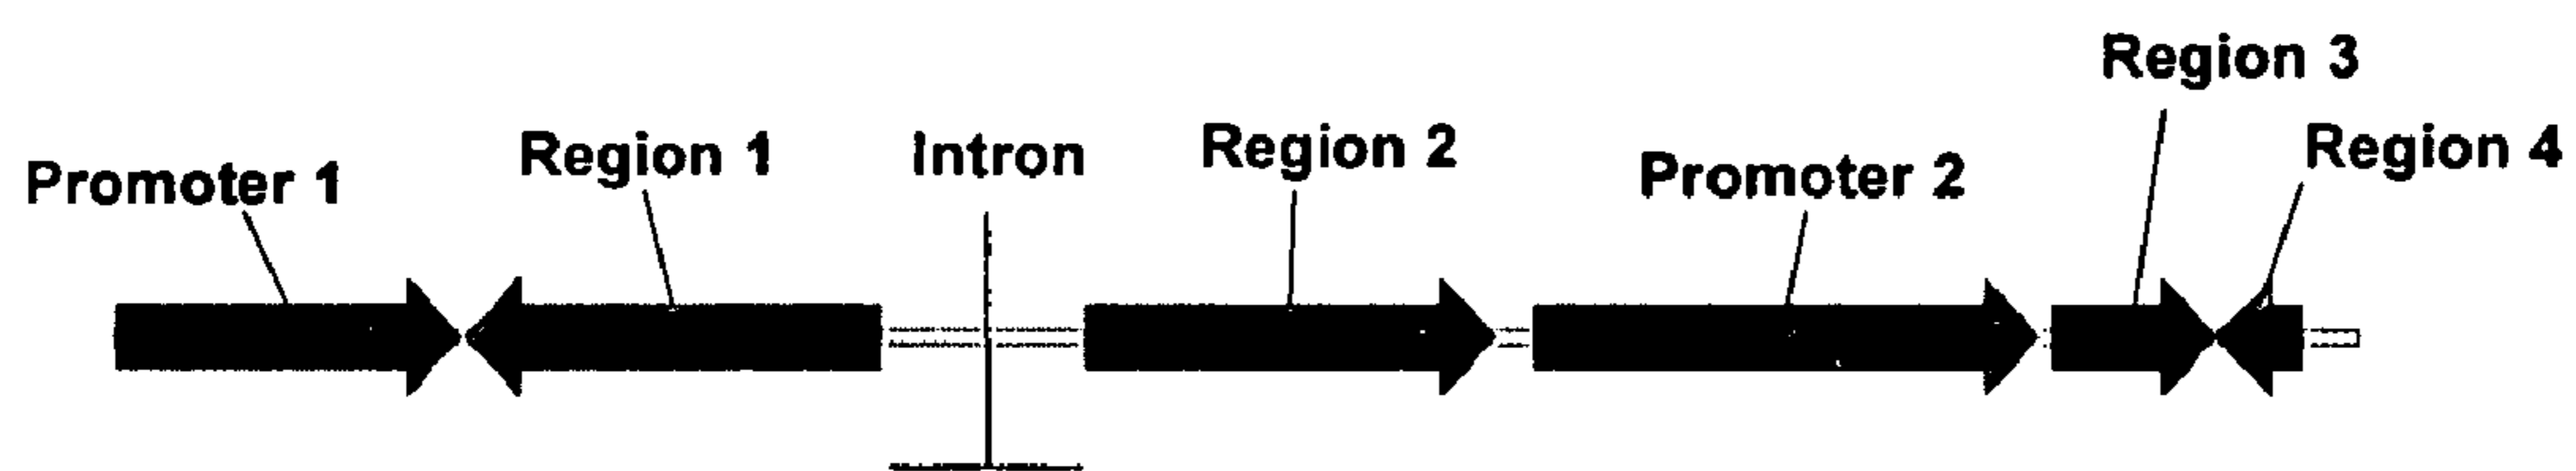 Promoter 1
Region 1
Intron
Region 2
Promoter 2
Region 3
Region 4